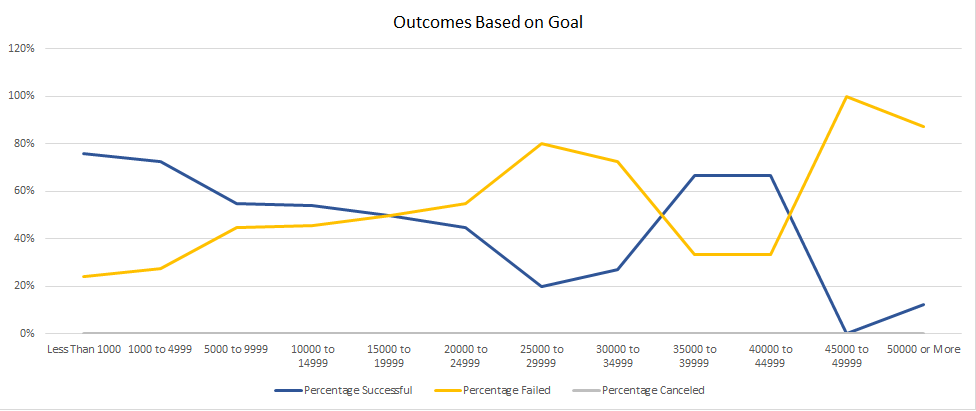 Outcomes Based on Goal
120%
100%
80%
60%
40%
20%
0%
Less Than 1000 1000 to 4999 5000 to 9999 10000 to 15000 to 20000 to 25000 to 30000 to 35000 to 40000 to 45000 to 50000 or More
14999 19999 24999 29999 34999 39999 44999 49999
Percentage Successful Percentage Failed Percentage Canceled